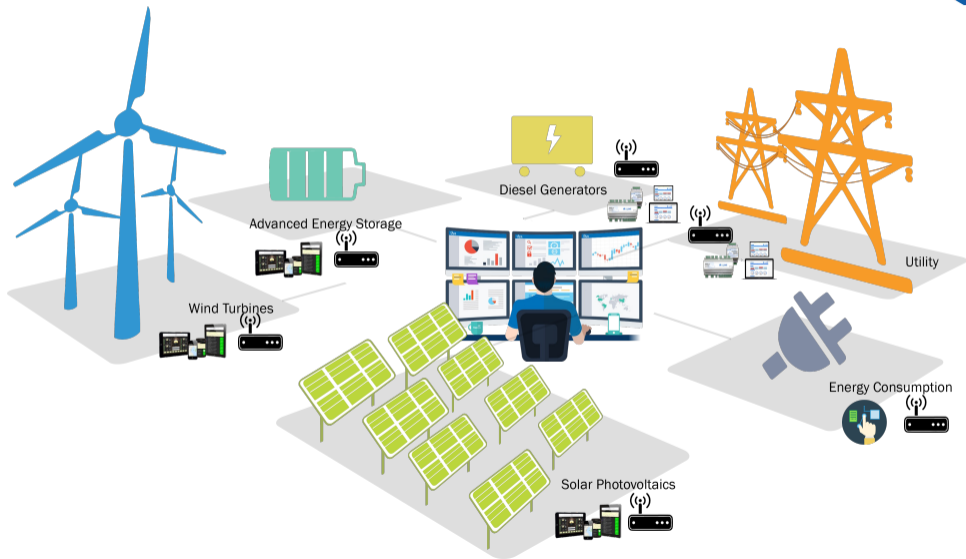 Diesel Generators
Advanced Energy Storage
Utility
Wind Turbines
Energy Consumption
Solar Photovoltaics